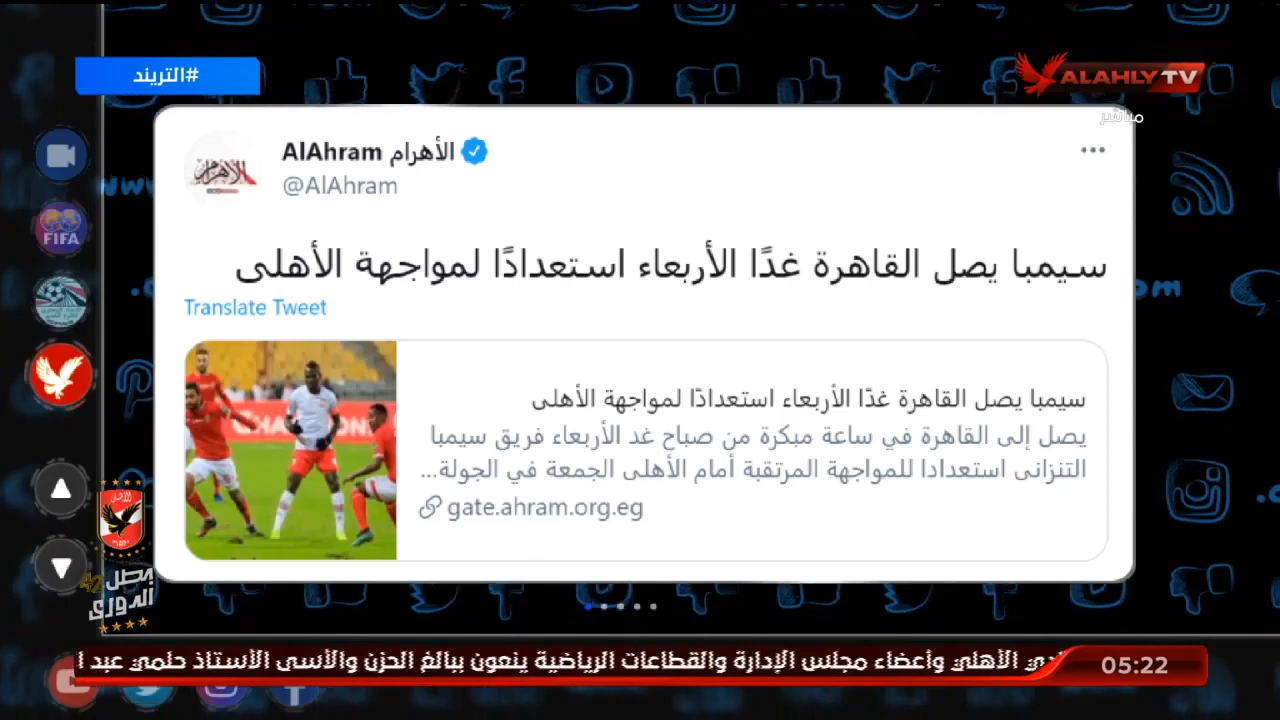 #التريند
ALAHLY TV
مباشر
AlAhram الأهرام
@AlAhram
سيمبا يصل القاهرة غدًا الأربعاء استعدادًا لمواجهة الأهلى
Translate Tweet
سيمبا يصل القاهرة غدًا الأربعاء استعدادًا لمواجهة الأهلى
يصل إلى القاهرة في ساعة مبكرة من صباح غد الأربعاء فريق سيمبا
التنزانى استعدادا للمواجهة المرتقبة أمام الأهلى الجمعة في الجولة...
gate.ahram.org.eg
FIFA
بطل
الدورى
42
الأهلي وأعضاء مجلس الإدارة والقطاعات الرياضية ينعون ببالغ الحزن والأسى الأستاذ حلمي عبد ا
05:22